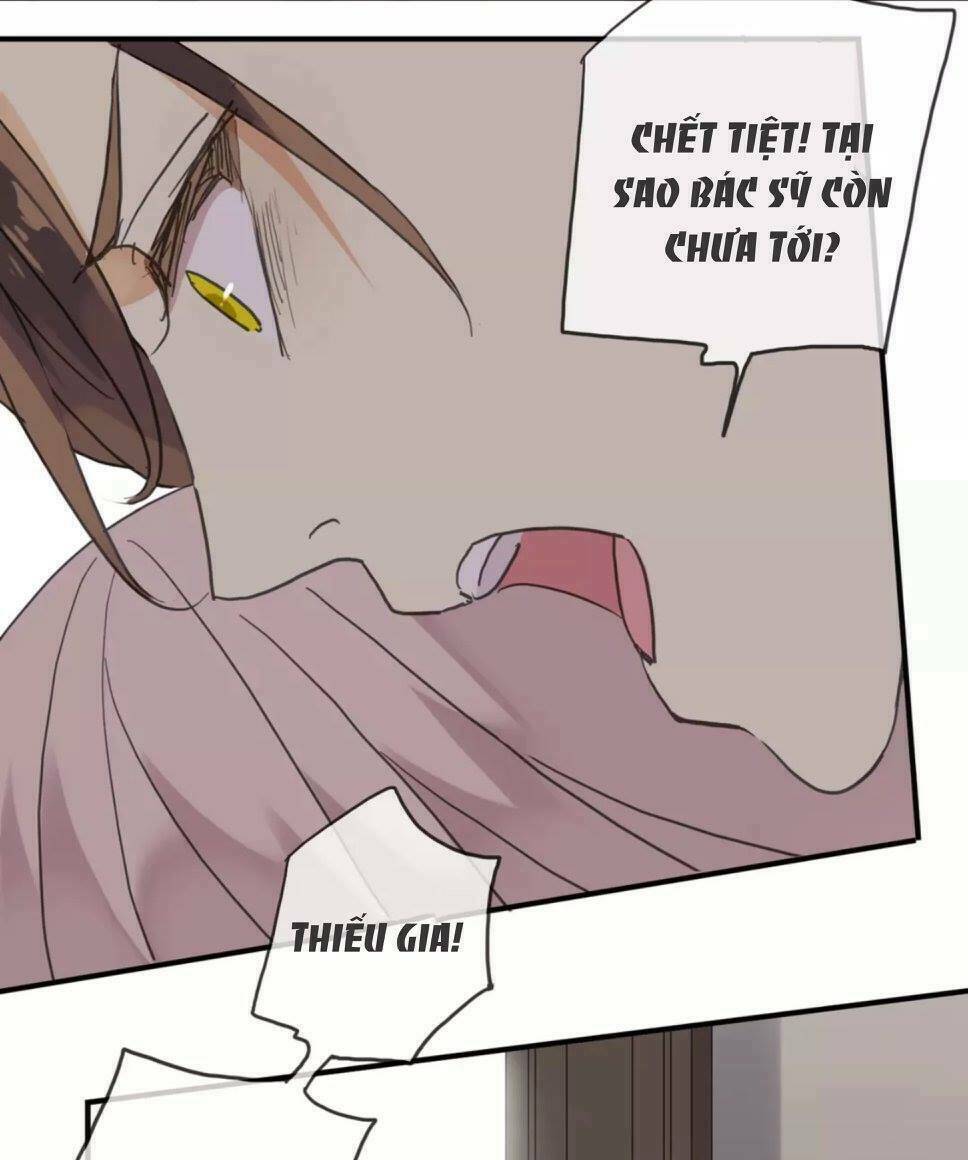 CHẾT TIỆT! TẠI
SAO BÁC SỸ CÒN
CHƯA TỚI?
THIẾU GIA!